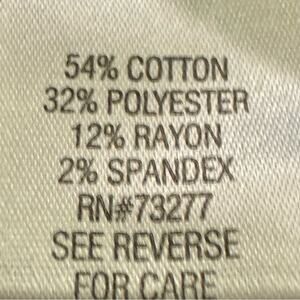 54% COTTON
32% POLYESTER
12% RAYON
2% SPANDEX
RN#73277
SEE REVERSE
FOR CARE